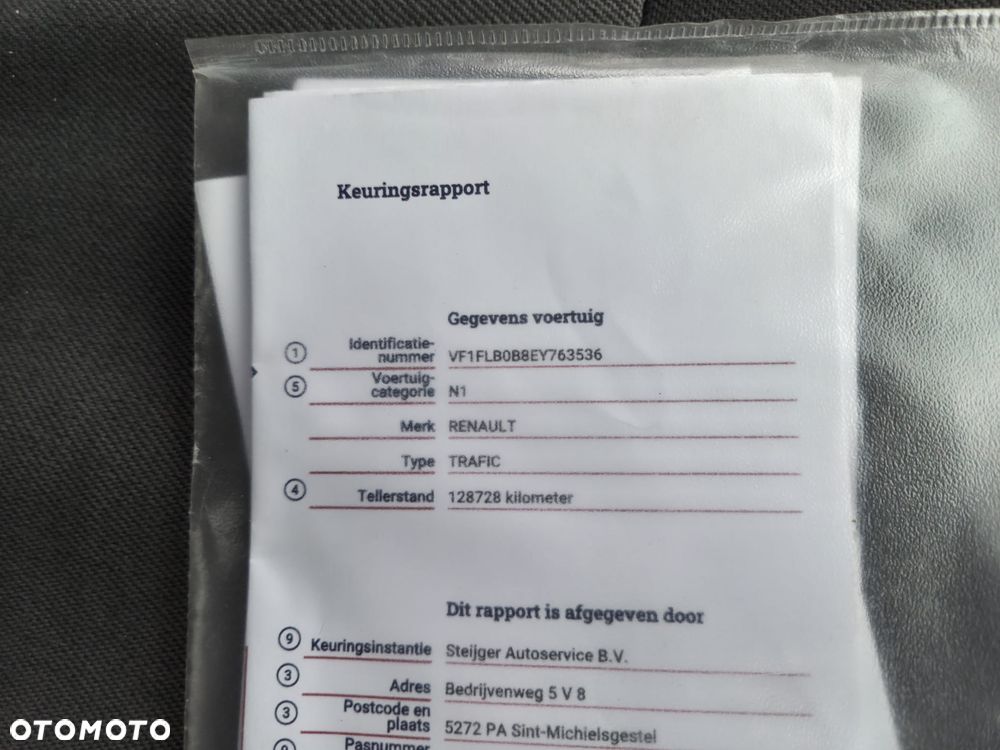 Keuringsrapport
Gegevens voertuig
1 Identificatie-
nummer VF1FLB0B8EY763536
5 Voertuig-
categorie N1
Merk RENAULT
Type TRAFIC
4 Tellerstand 128728 kilometer
Dit rapport is afgegeven door
9 Keuringsinstantie Steijger Autoservice B.V.
3 Adres Bedrijvenweg 5 V 8
3 Postcode en
plaats 5272 PA Sint-Michielsgestel
9 Pasnummer
OTOMOTO